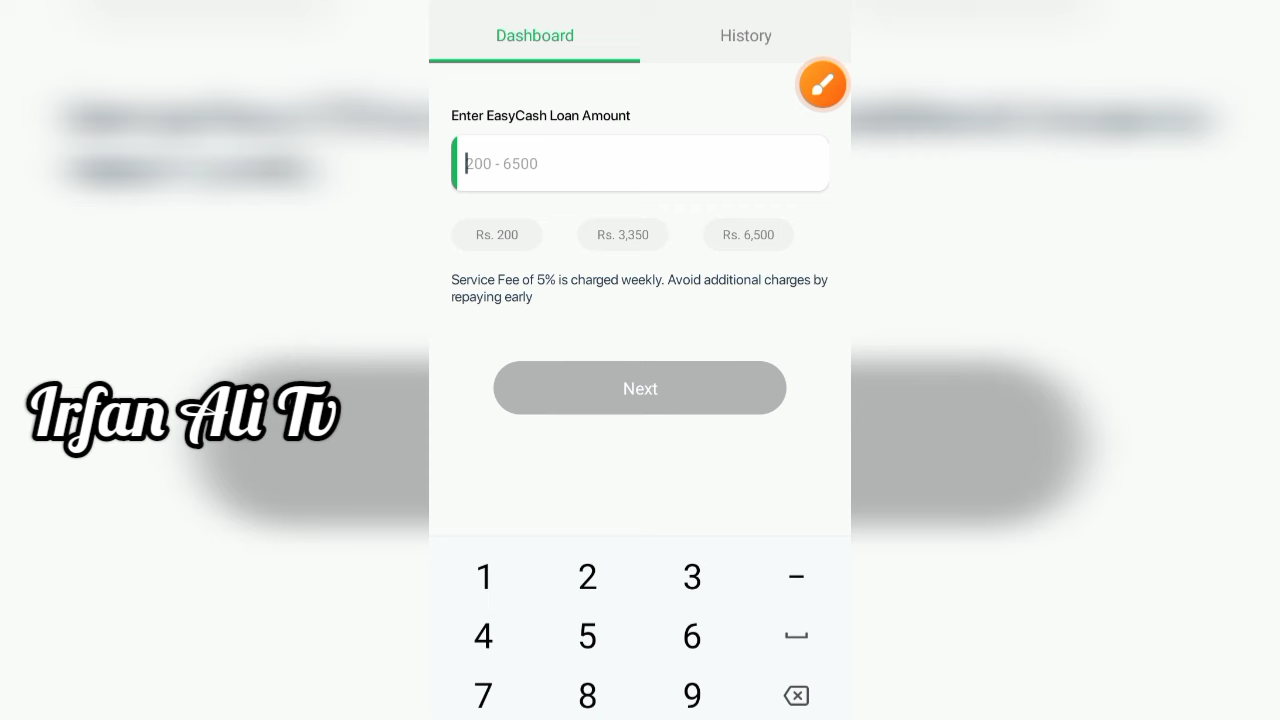 Dashboard
History
Enter EasyCash Loan Amount
200 - 6500
Rs. 200
Rs. 3,350
Rs. 6,500
Service Fee of 5% is charged weekly. Avoid additional charges by
repaying early
Next
Irfan Ali Tv
1 2 3 -
4 5 6
7 8 9